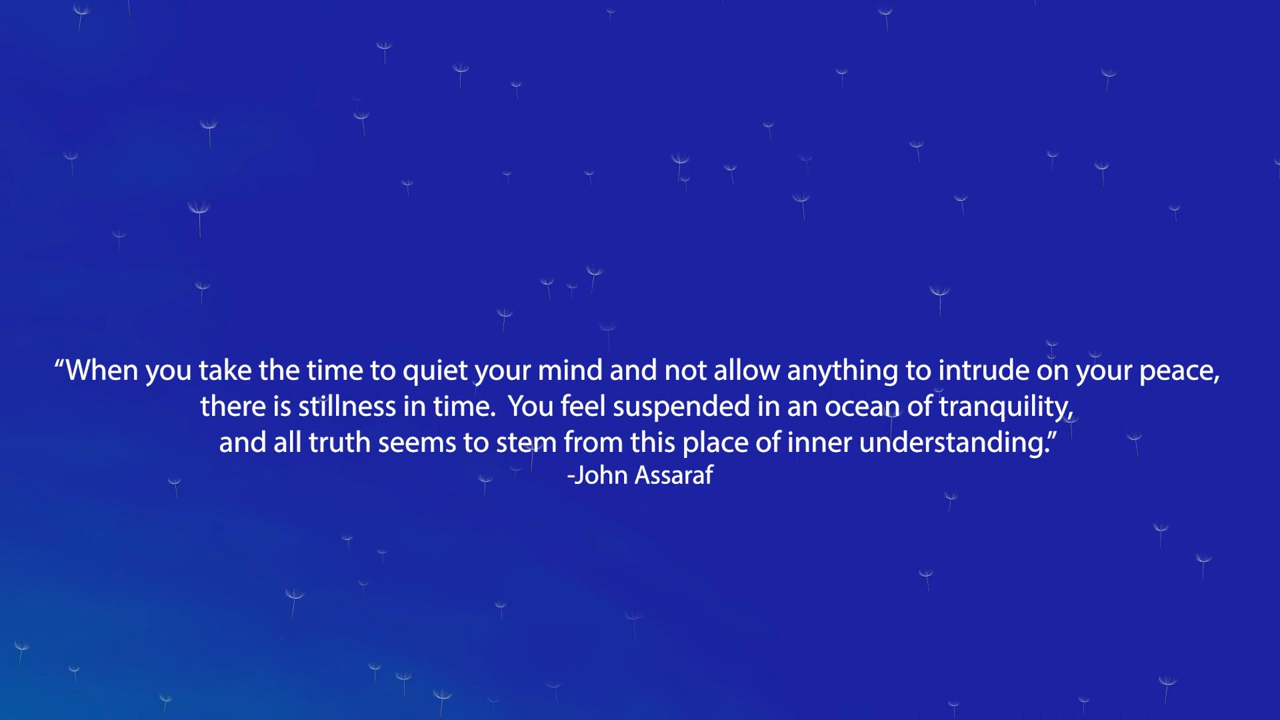 “When you take the time to quiet your mind and not allow anything to intrude on your peace,
there is stillness in time.  You feel suspended in an ocean of tranquility,
and all truth seems to stem from this place of inner understanding.”
-John Assaraf